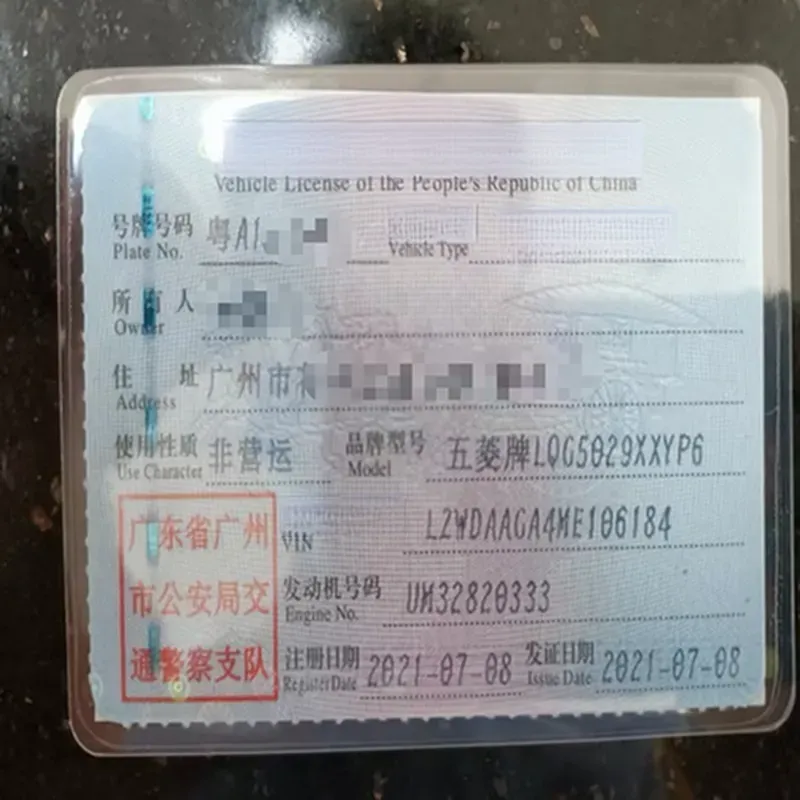 Vehicle License of the People's Republic of China
号牌号码 粤A1
Plate No. Vehicle Type
所有人
Owner
住址 广州市
Address
使用性质 非营运 品牌型号 五菱牌LQG5029XXYP6
Use Character Model
广东省广州
市公安局交
通警察支队
VIN LZWDAAGA4ME106184
发动机号码 UM32820333
Engine No.
注册日期 2021-07-08 发证日期 2021-07-08
Register Date Issue Date